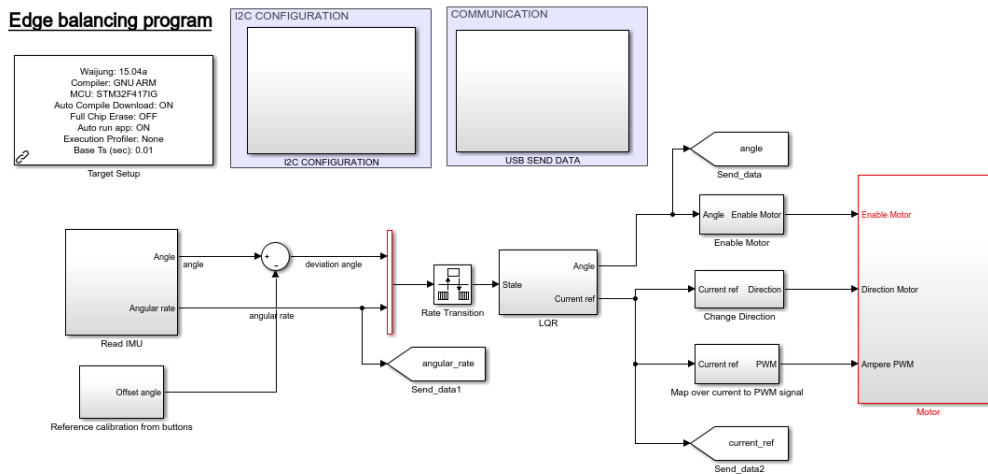 Edge balancing program
I2C CONFIGURATION
COMMUNICATION
Waijung: 15.04a
Compiler: GNU ARM
MCU: STM32F417IG
Auto Compile Download: ON
Full Chip Erase: OFF
Auto run app: ON
Execution Profiler: None
Base Ts (sec): 0.01
Target Setup
I2C CONFIGURATION
USB SEND DATA
angle
Send_data
Angle
Enable Motor
Enable Motor
Enable Motor
Angle
angle
+
−
deviation angle
Angular rate
angular rate
Read IMU
Rate Transition
State
Angle
Current ref
LQR
Current ref
Direction
Change Direction
Direction Motor
angular_rate
Send_data1
Offset angle
Reference calibration from buttons
Current ref
PWM
Map over current to PWM signal
Ampere PWM
Motor
current_ref
Send_data2